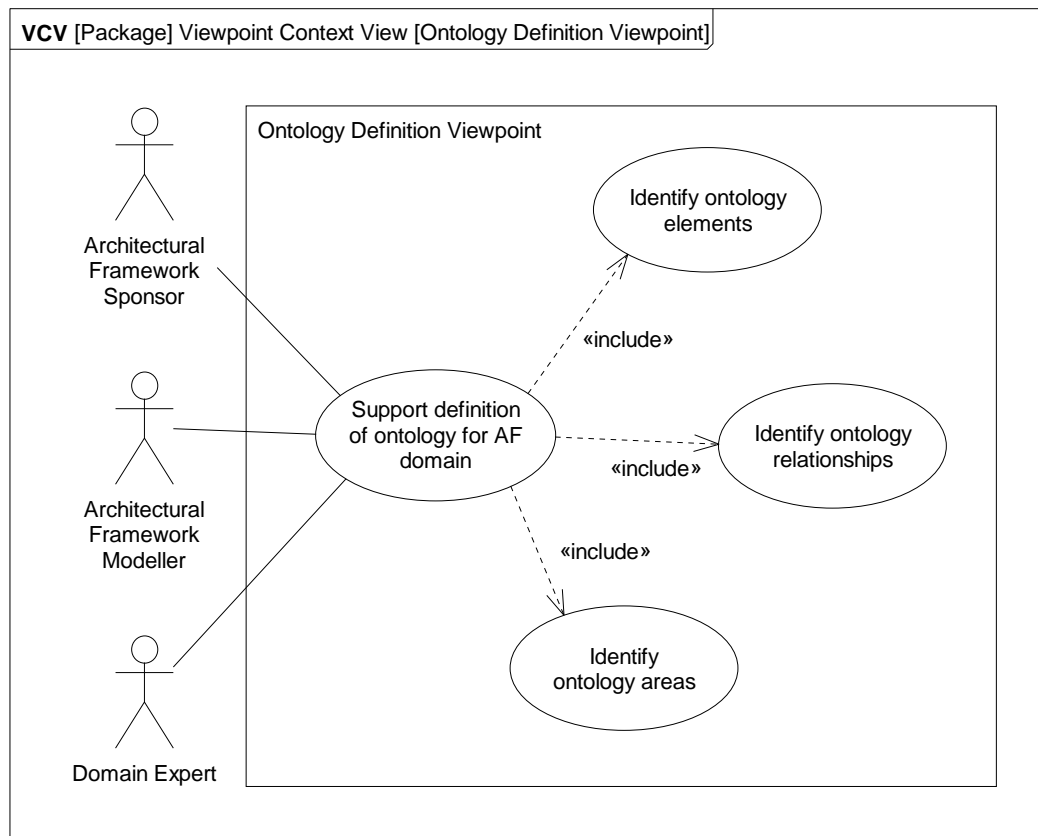 VCV [Package] Viewpoint Context View [Ontology Definition Viewpoint]
Ontology Definition Viewpoint
Architectural
Framework
Sponsor
Identify ontology
elements
«include»
Support definition
of ontology for AF
domain
Identify ontology
relationships
«include»
Architectural
Framework
Modeller
«include»
Identify
ontology areas
Domain Expert